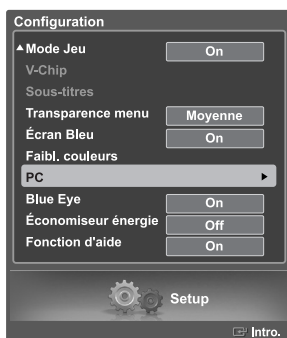 Configuration
Mode Jeu On
V-Chip
Sous-titres
Transparence menu Moyenne
Écran Bleu On
Faibl. couleurs
PC
Blue Eye On
Économiseur énergie Off
Fonction d'aide On
Setup
Intro.